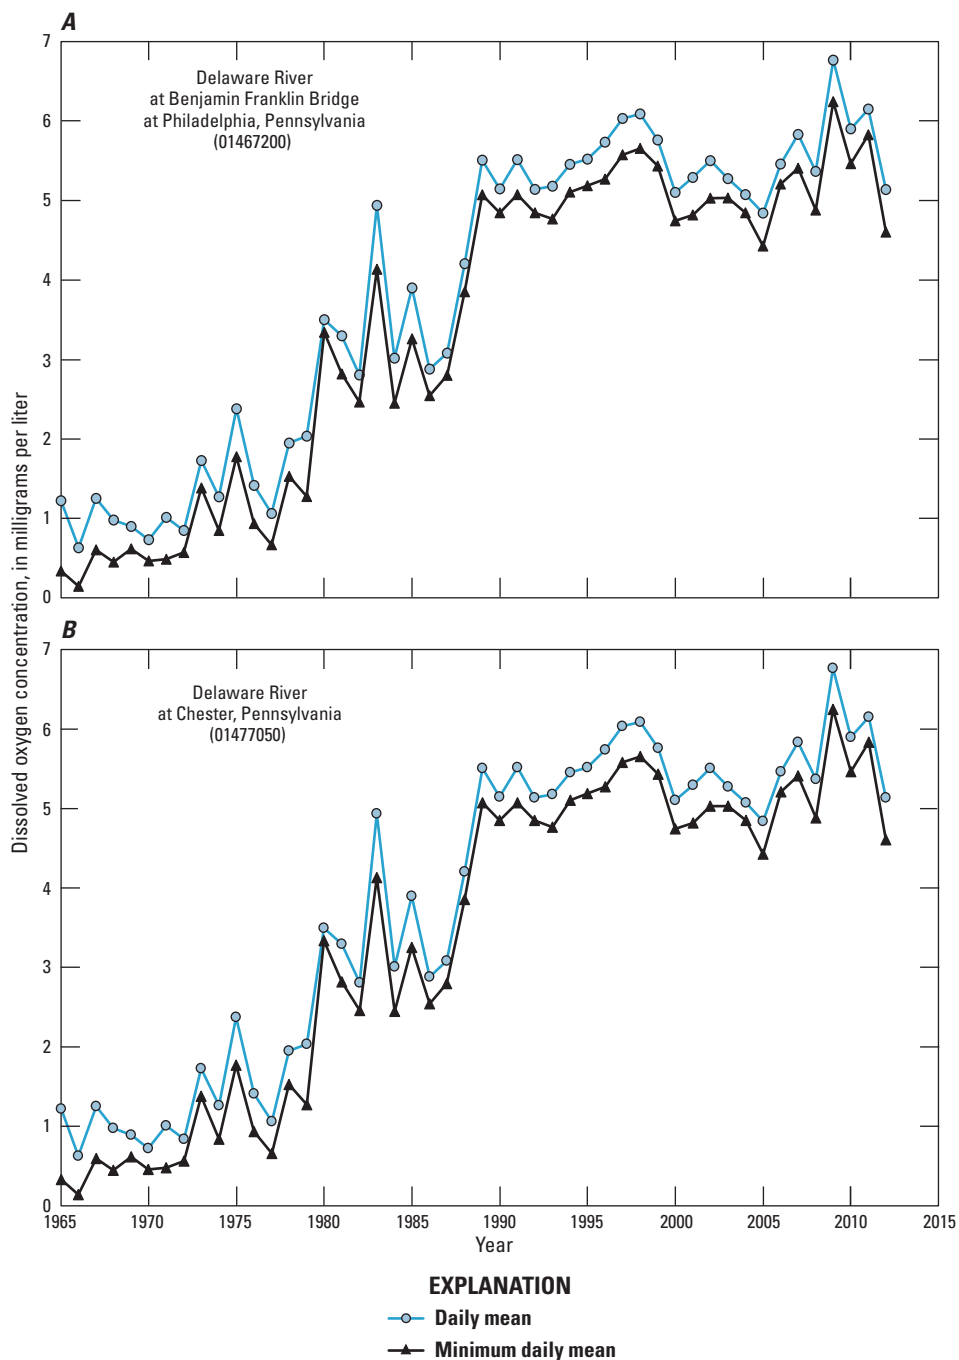 A
7
Delaware River
at Benjamin Franklin Bridge
at Philadelphia, Pennsylvania
(01467200)
6
5
4
3
2
1
0
Dissolved oxygen concentration, in milligrams per liter
B
7
Delaware River
at Chester, Pennsylvania
(01477050)
6
5
4
3
2
1
0
1965 1970 1975 1980 1985 1990 1995 2000 2005 2010 2015
Year
EXPLANATION
Daily mean
Minimum daily mean